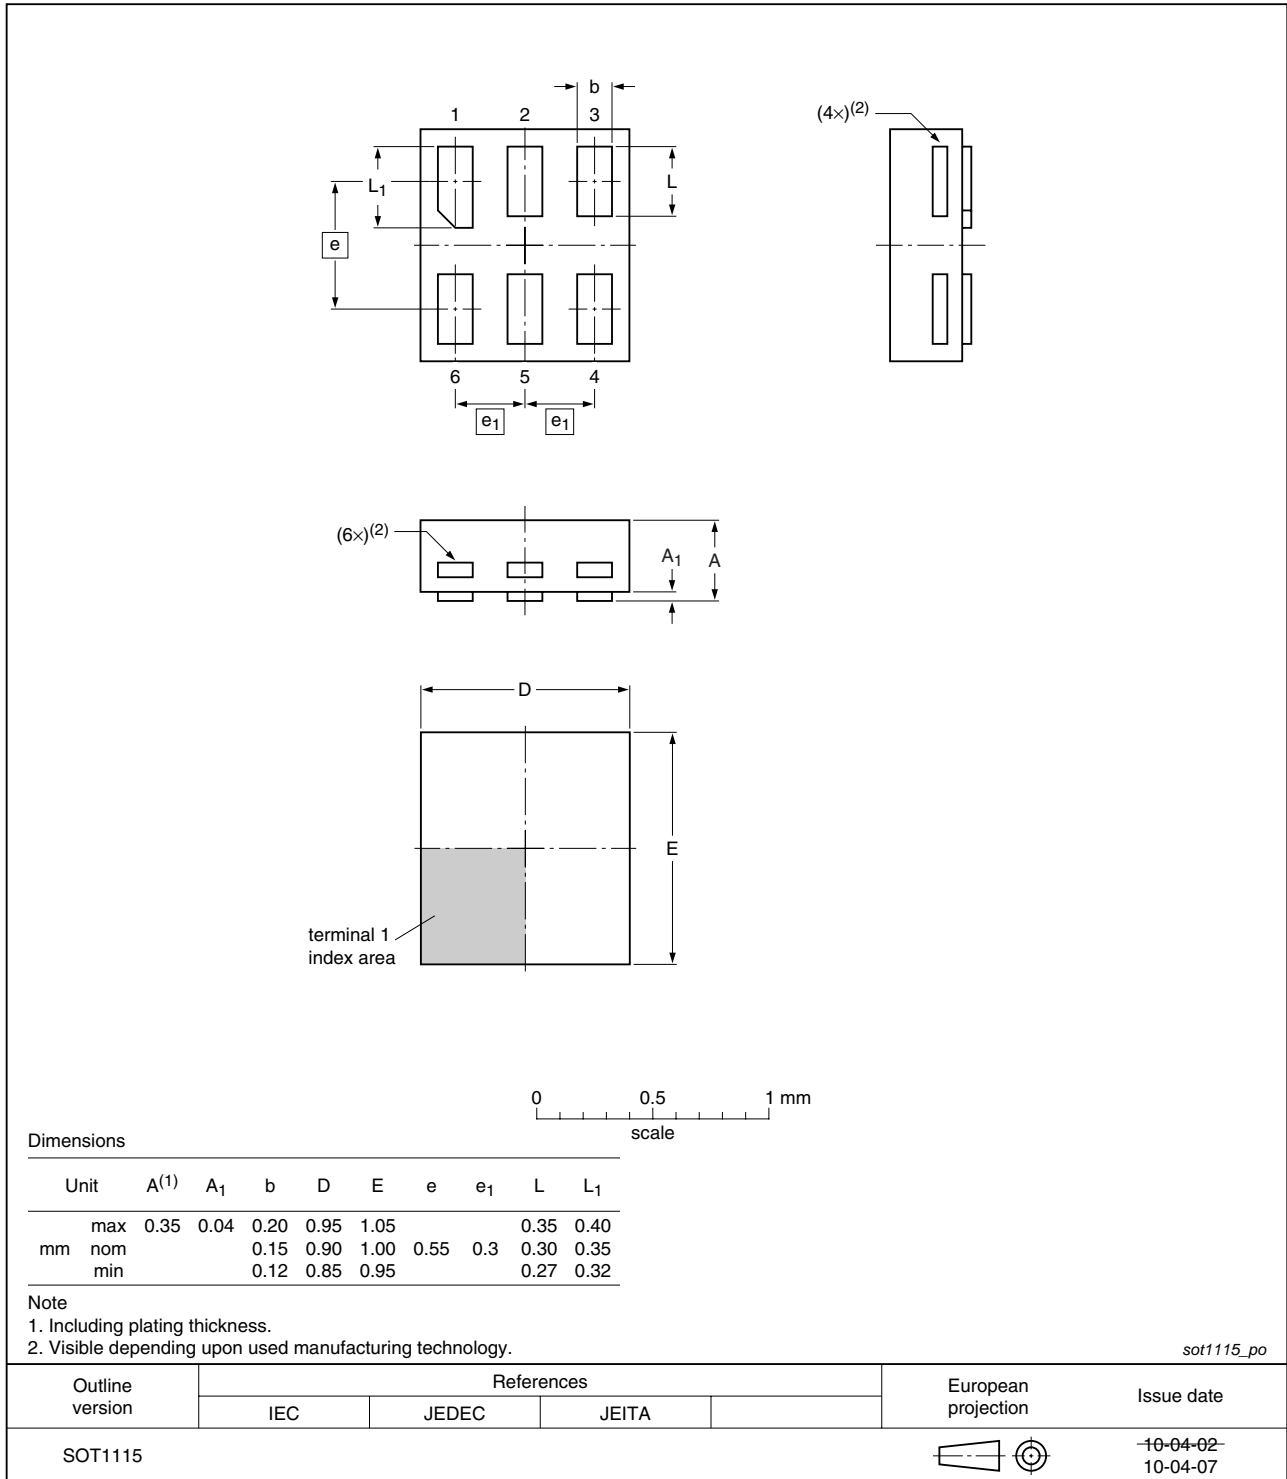 b
1 2 3
(4×)(2)
L1
L
e
6 5 4
e1 e1
(6×)(2)
A1 A
D
E
terminal 1
index area
0 0.5 1 mm
scale
Dimensions
Unit A(1) A1 b D E e e1 L L1
max 0.35 0.04 0.20 0.95 1.05 0.35 0.40
mm nom 0.15 0.90 1.00 0.55 0.3 0.30 0.35
min 0.12 0.85 0.95 0.27 0.32
Note
1. Including plating thickness.
2. Visible depending upon used manufacturing technology.
sot1115_po
Outline
version
References
IEC JEDEC JEITA
European
projection
Issue date
SOT1115
10-04-02
10-04-07